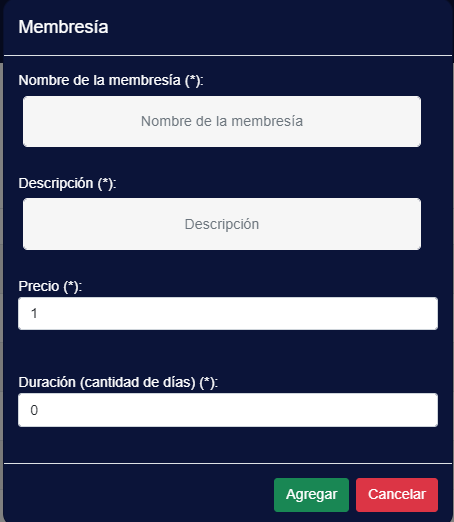 Membresía
Nombre de la membresía (*):
Nombre de la membresía
Descripción (*):
Descripción
Precio (*):
1
Duración (cantidad de días) (*):
0
Agregar Cancelar